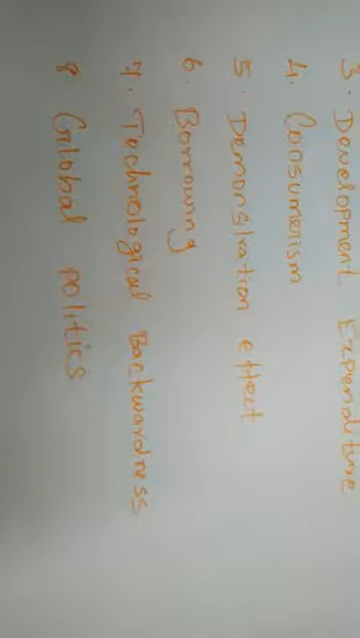 3. Development Expenditure
4. Consumerism
5. Demonstration effect
6. Borrowing
7. Technological Backwardness
8 Global politics